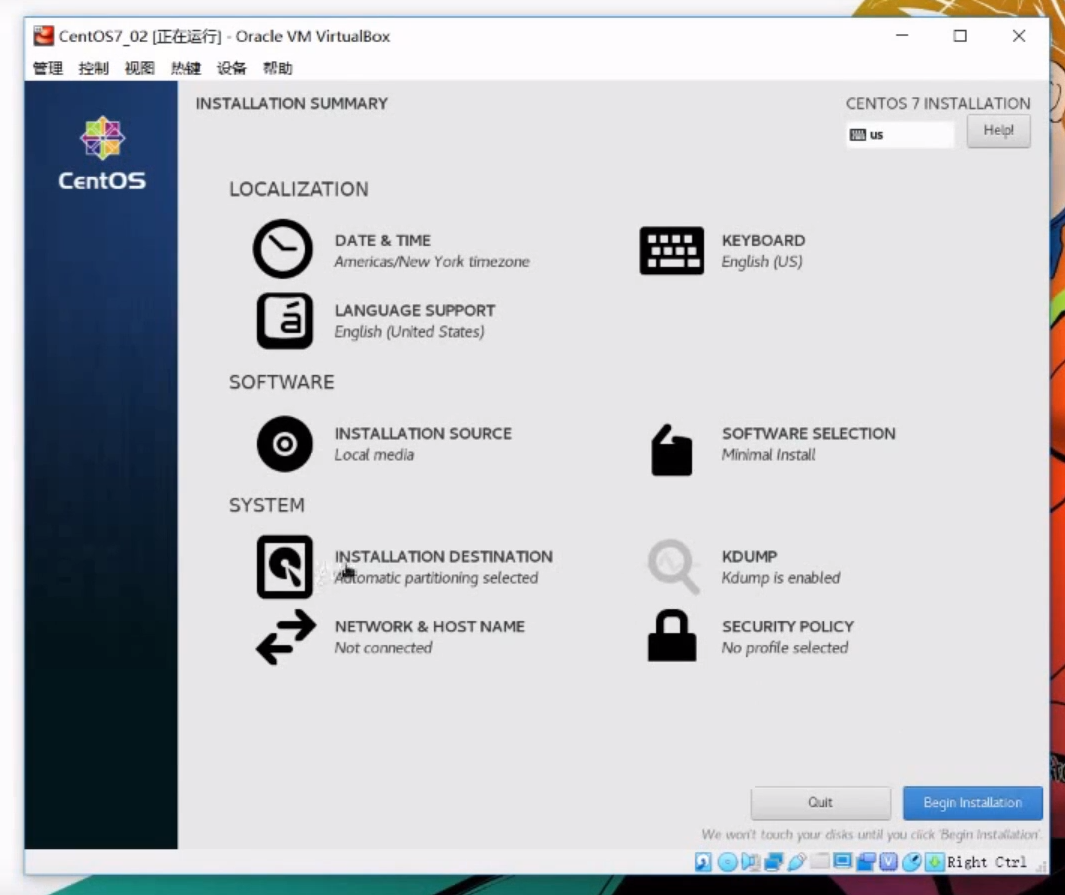 CentOS7_02 [正在运行] - Oracle VM VirtualBox
管理 控制 视图 热键 设备 帮助
INSTALLATION SUMMARY
CENTOS 7 INSTALLATION
us
Help!
CentOS
LOCALIZATION
DATE & TIME
Americas/New York timezone
KEYBOARD
English (US)
LANGUAGE SUPPORT
English (United States)
SOFTWARE
INSTALLATION SOURCE
Local media
SOFTWARE SELECTION
Minimal Install
SYSTEM
INSTALLATION DESTINATION
Automatic partitioning selected
KDUMP
Kdump is enabled
NETWORK & HOST NAME
Not connected
SECURITY POLICY
No profile selected
Quit
Begin Installation
We won't touch your disks until you click 'Begin Installation'.
Right Ctrl